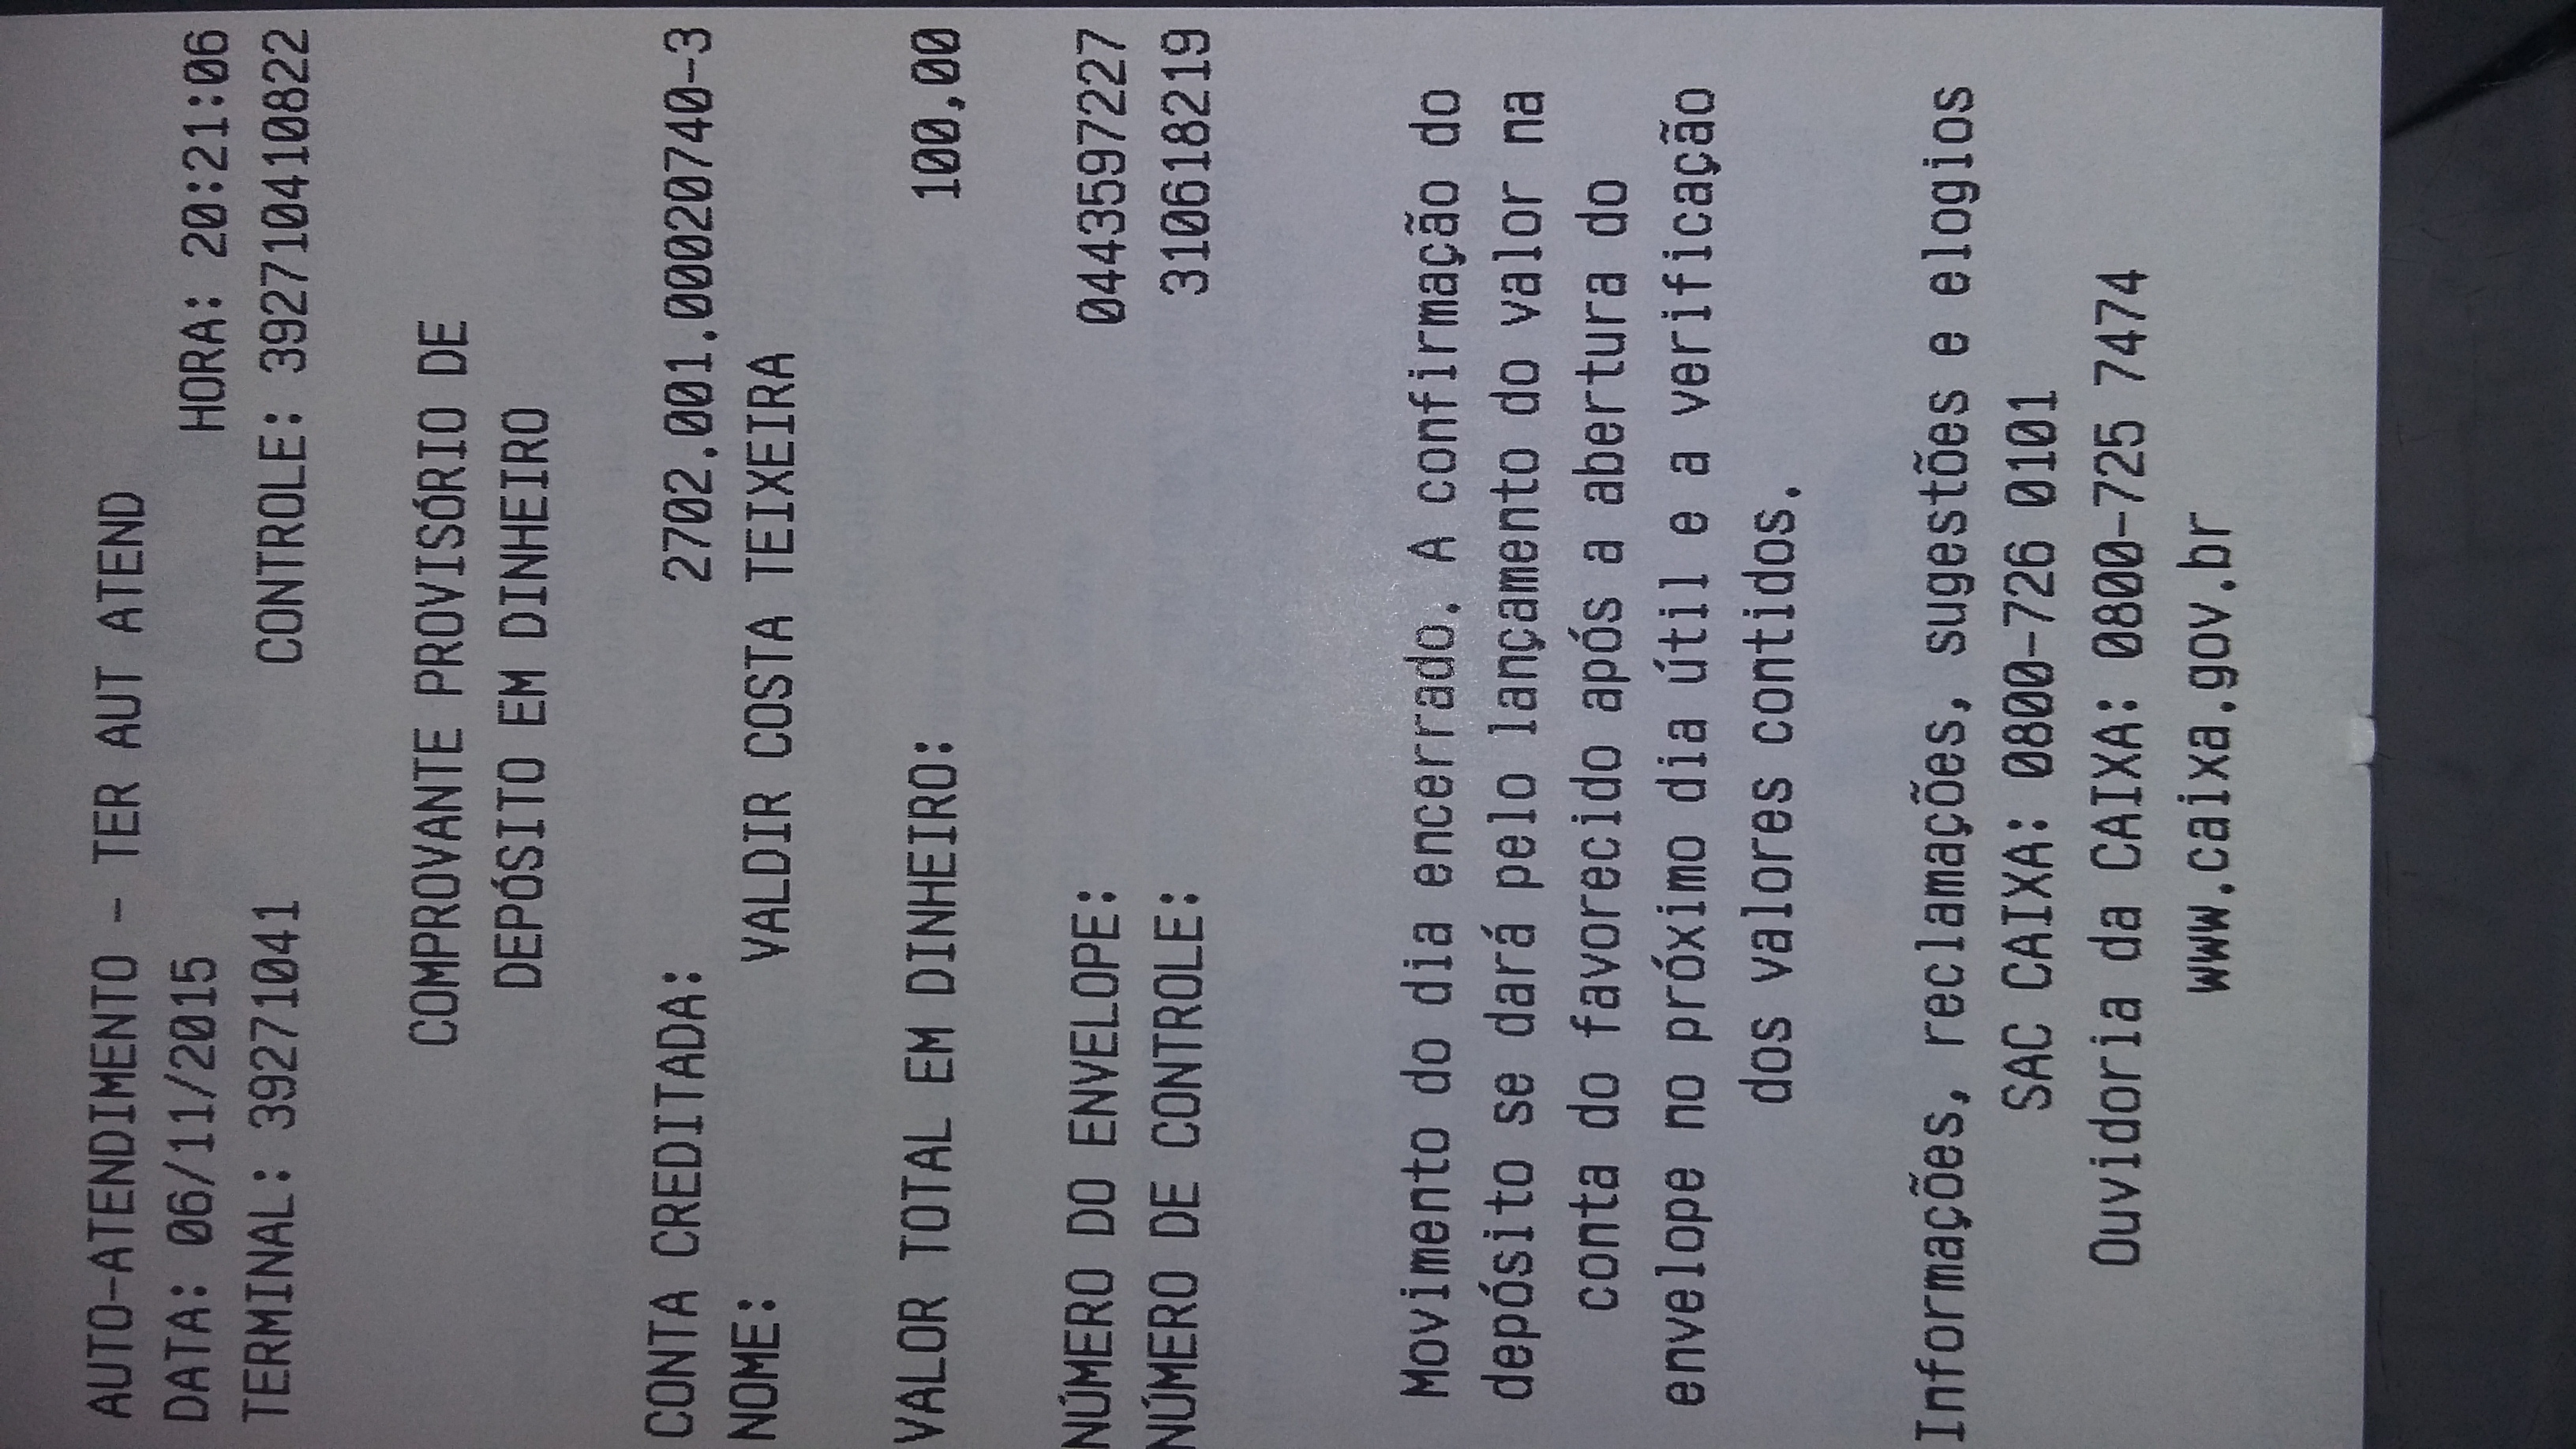 AUTO-ATENDIMENTO - TER AUT ATEND
DATA: 06/11/2015 HORA: 20:21:06
TERMINAL: 39271041 CONTROLE: 392710410822
COMPROVANTE PROVISÓRIO DE
DEPÓSITO EM DINHEIRO
CONTA CREDITADA: 2702.001.00020740-3
NOME: VALDIR COSTA TEIXEIRA
VALOR TOTAL EM DINHEIRO: 100,00
NÚMERO DO ENVELOPE: 0443597227
NÚMERO DE CONTROLE: 310618219
Movimento do dia encerrado. A confirmação do
depósito se dará pelo lançamento do valor na
conta do favorecido após a abertura do
envelope no próximo dia útil e a verificação
dos valores contidos.
Informações, reclamações, sugestões e elogios
SAC CAIXA: 0800-726 0101
Ouvidoria da CAIXA: 0800-725 7474
www.caixa.gov.br